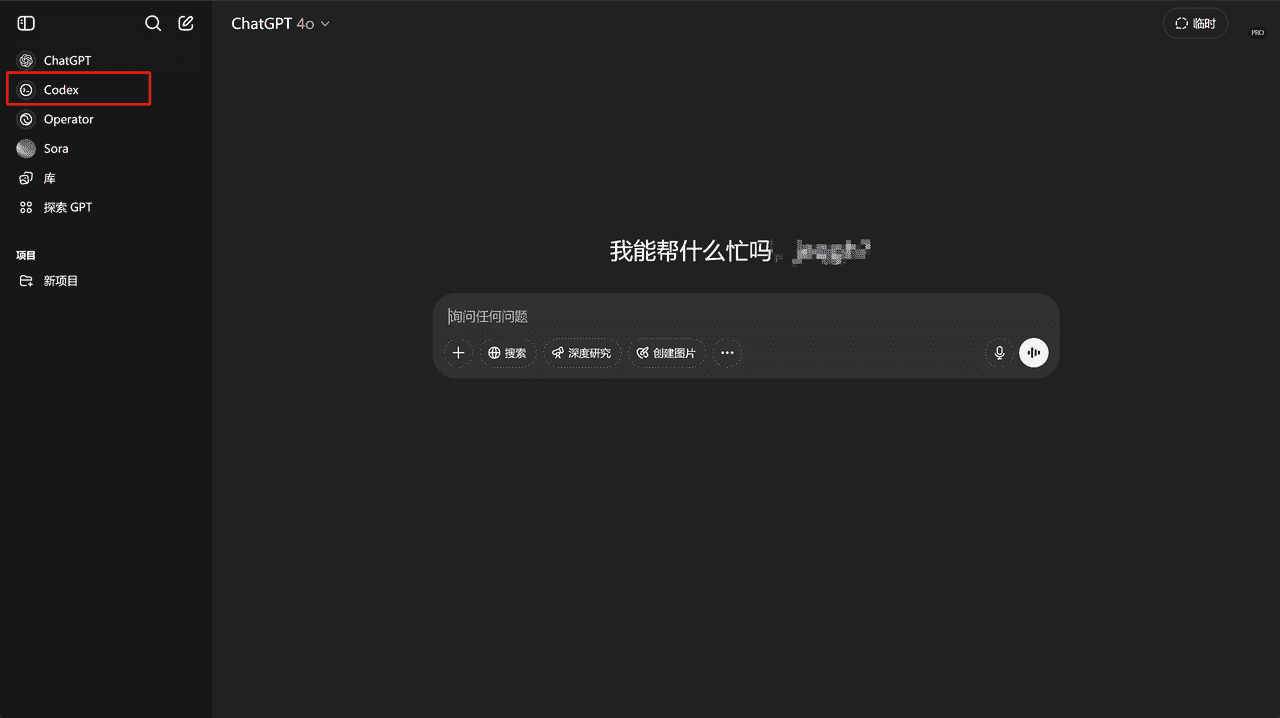 ChatGPT 4o
临时
PRO
ChatGPT
Codex
Operator
Sora
库
探索 GPT
项目
新项目
我能帮什么忙吗
询问任何问题
搜索
深度研究
创建图片